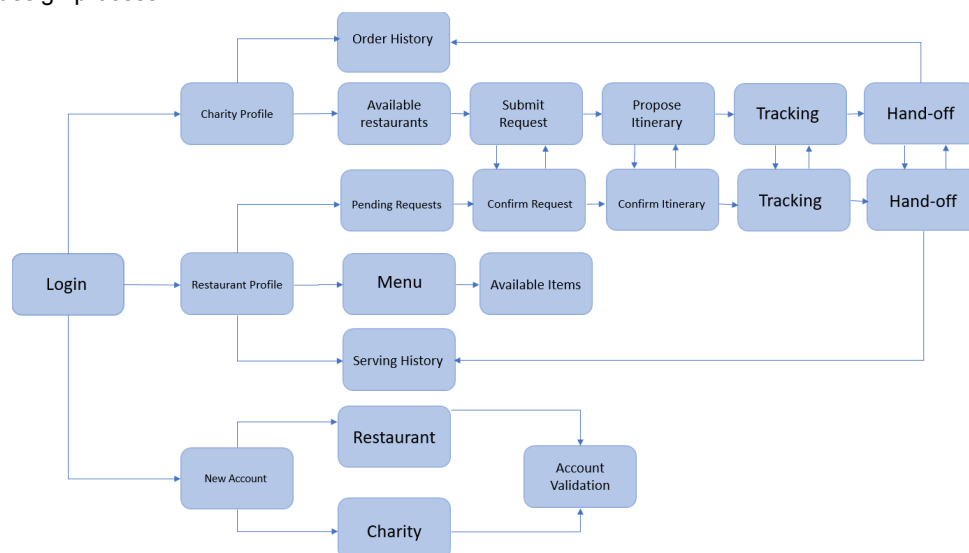 Order History
Charity Profile
Available
restaurants
Submit
Request
Propose
Itinerary
Tracking
Hand-off
Pending Requests
Confirm Request
Confirm Itinerary
Tracking
Hand-off
Login
Restaurant Profile
Menu
Available Items
Serving History
Restaurant
New Account
Account
Validation
Charity